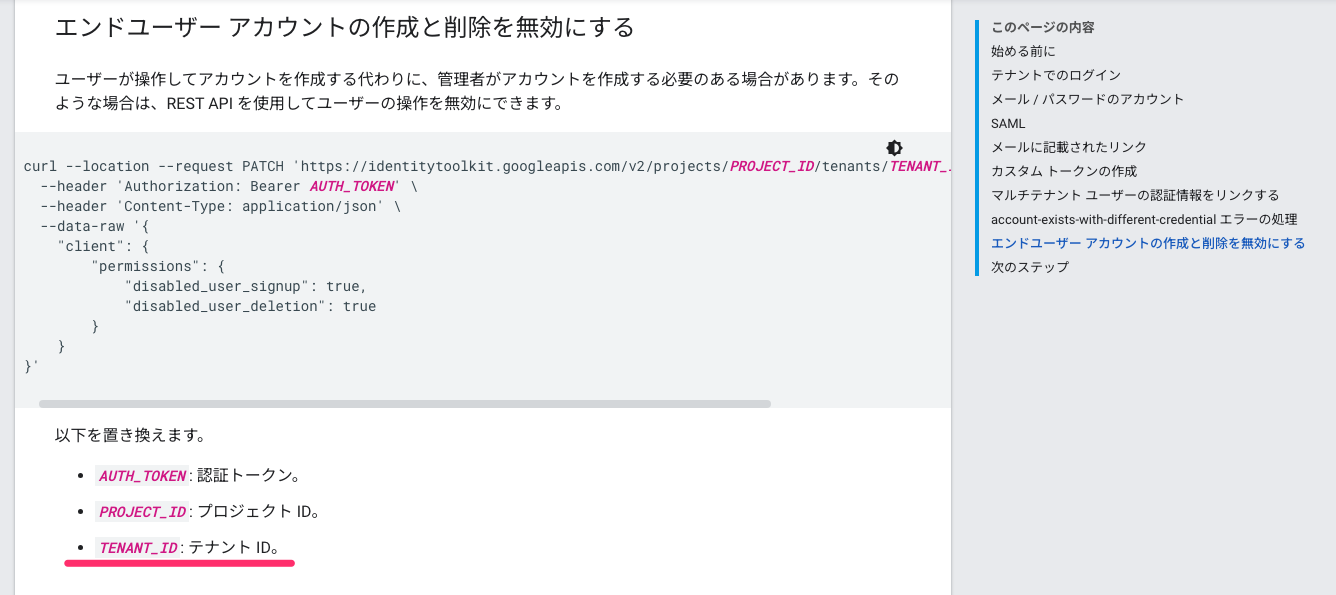 エンドユーザー アカウントの作成と削除を無効にする
ユーザーが操作してアカウントを作成する代わりに、管理者がアカウントを作成する必要のある場合があります。その
ような場合は、REST API を使用してユーザーの操作を無効にできます。
curl --location --request PATCH 'https://identitytoolkit.googleapis.com/v2/projects/PROJECT_ID/tenants/TENANT_
--header 'Authorization: Bearer AUTH_TOKEN' \
--header 'Content-Type: application/json' \
--data-raw '{
"client": {
"permissions": {
"disabled_user_signup": true,
"disabled_user_deletion": true
}
}
}'
以下を置き換えます。
• AUTH_TOKEN: 認証トークン。
• PROJECT_ID: プロジェクト ID。
• TENANT_ID: テナント ID。
このページの内容
始める前に
テナントでのログイン
メール / パスワードのアカウント
SAML
メールに記載されたリンク
カスタム トークンの作成
マルチテナント ユーザーの認証情報をリンクする
account-exists-with-different-credential エラーの処理
エンドユーザー アカウントの作成と削除を無効にする
次のステップ